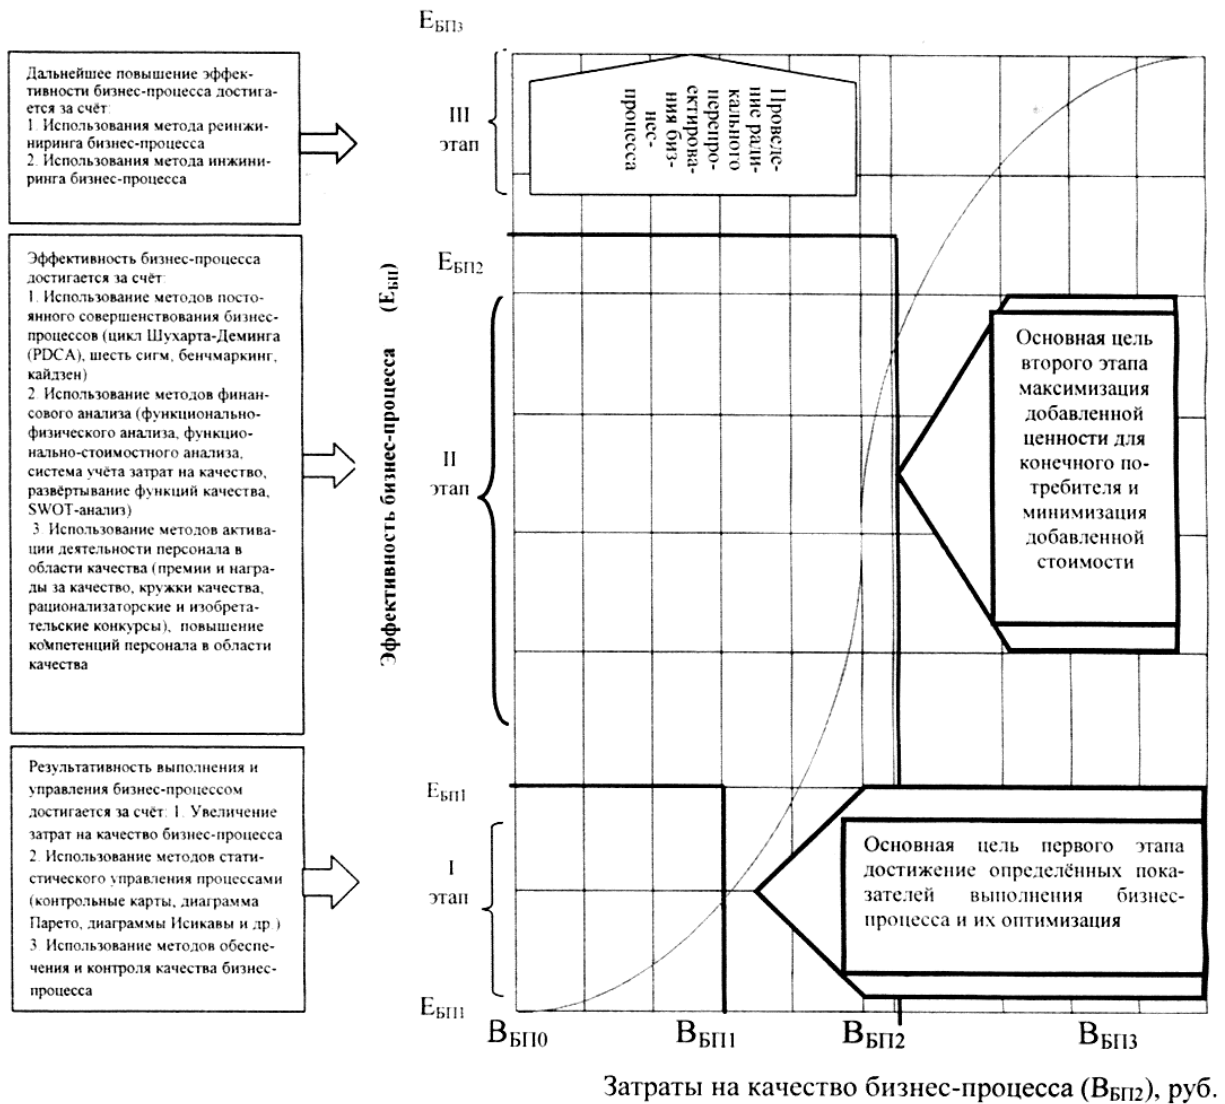 Е_БП3
Дальнейшее повышение эффек-
тивности бизнес-процесса достига-
ется за счёт:
1. Использования метода реинжи-
ниринга бизнес-процесса
2. Использования метода инжини-
ринга бизнес-процесса
III
этап
Проведе-
ние ради-
кального
перепро-
ектирова-
ния биз-
нес-
процесса
Эффективность бизнес-процесса
достигается за счёт:
1. Использование методов посто-
янного совершенствования бизнес-
процессов (цикл Шухарта-Деминга
(PDCA), шесть сигм, бенчмаркинг,
кайдзен)
2. Использование методов финан-
сового анализа (функционально-
физического анализа, функцио-
нально-стоимостного анализа,
система учёта затрат на качество,
развёртывание функций качества,
SWOT-анализ)
3. Использование методов актива-
ции деятельности персонала в
области качества (премии и награ-
ды за качество, кружки качества,
рационализаторские и изобрета-
тельские конкурсы), повышение
компетенций персонала в области
качества
Эффективность бизнес-процесса (Е_БП)
Е_БП2
II
этап
Основная цель
второго этапа
максимизация
добавленной
ценности для
конечного по-
требителя и
минимизация
добавленной
стоимости
Результативность выполнения и
управления бизнес-процессом
достигается за счёт: 1. Увеличение
затрат на качество бизнес-процесса
2. Использование методов стати-
стического управления процессами
(контрольные карты, диаграмма
Парето, диаграммы Исикавы и др.)
3. Использование методов обеспе-
чения и контроля качества бизнес-
процесса
Е_БП1
I
этап
Основная цель первого этапа
достижение определённых пока-
зателей выполнения бизнес-
процесса и их оптимизация
Е_БП1
В_БП0 В_БП1 В_БП2 В_БП3
Затраты на качество бизнес-процесса (В_БП2), руб.